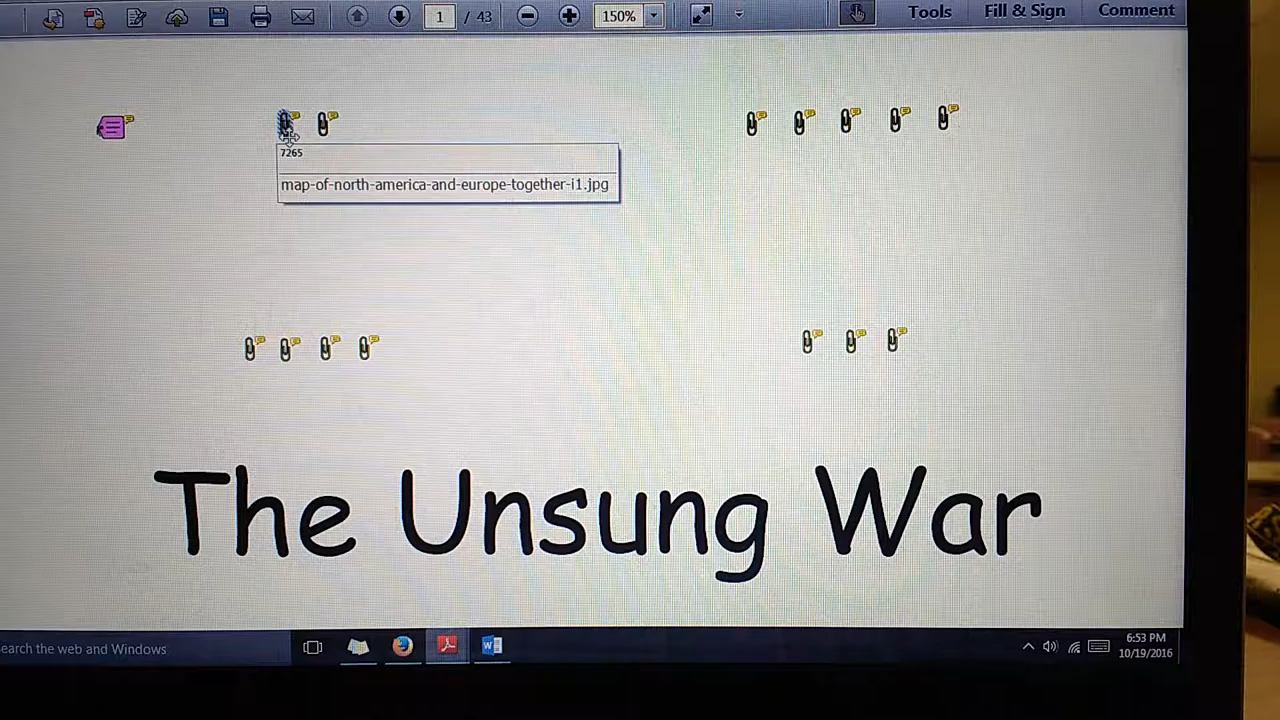 1 / 43 150% Tools Fill & Sign Comment
7265
map-of-north-america-and-europe-together-i1.jpg
The Unsung War
earch the web and Windows
6:53 PM
10/19/2016